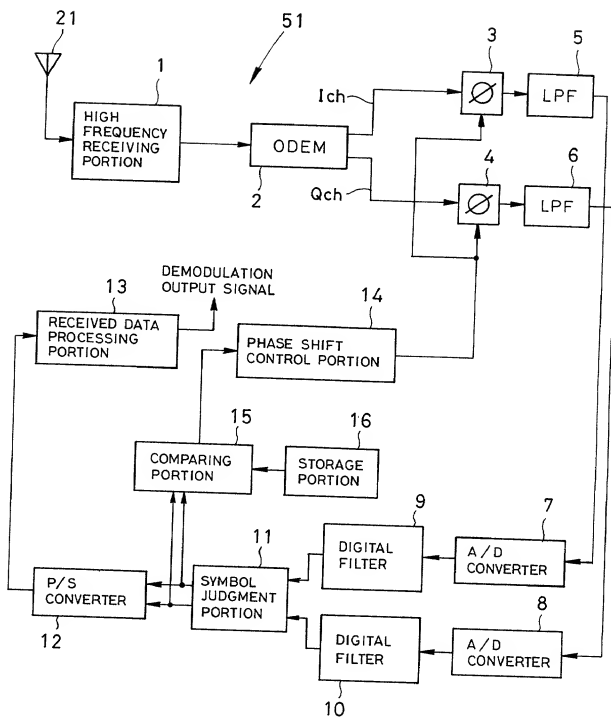 21
51
1
HIGH
FREQUENCY
RECEIVING
PORTION
ODEM
2
Ich
Qch
3
5
LPF
4
6
LPF
DEMODULATION
OUTPUT SIGNAL
13
RECEIVED DATA
PROCESSING
PORTION
14
PHASE SHIFT
CONTROL PORTION
15
COMPARING
PORTION
16
STORAGE
PORTION
9
DIGITAL
FILTER
7
A/D
CONVERTER
11
SYMBOL
JUDGMENT
PORTION
P/S
CONVERTER
12
DIGITAL
FILTER
10
8
A/D
CONVERTER